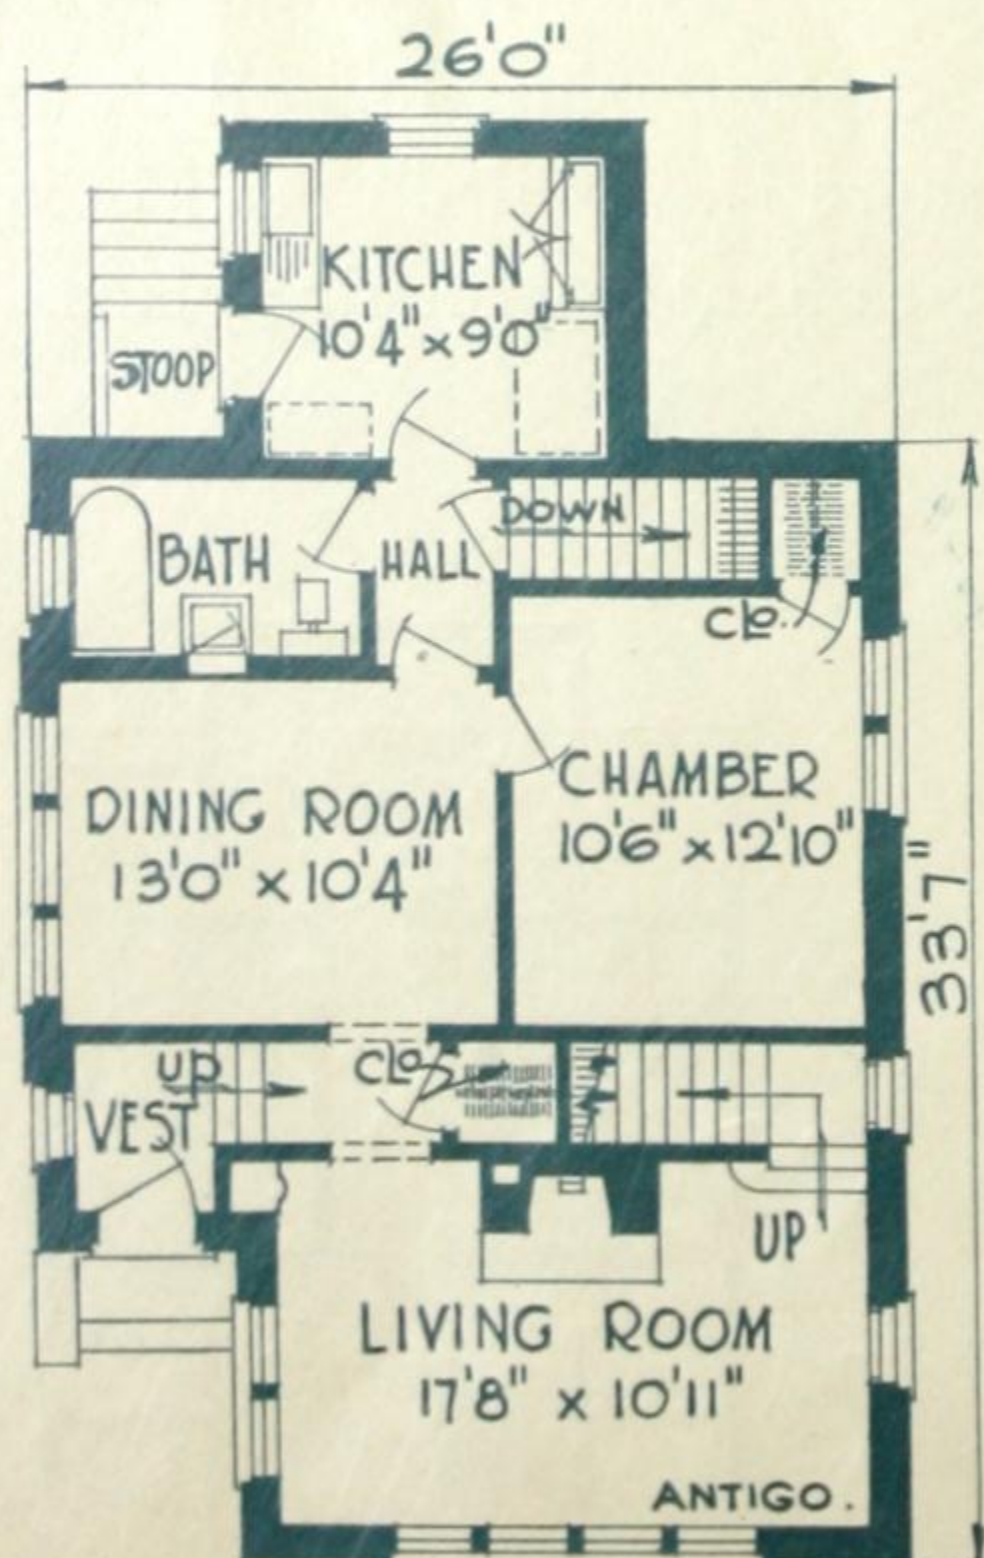 26'0"
KITCHEN
10'4" x 9'0"
STOOP
BATH
HALL
DOWN
CLO.
DINING ROOM
13'0" x 10'4"
CHAMBER
10'6" x 12'10"
33'7"
UP
CLO
VEST
UP
LIVING ROOM
17'8" x 10'11"
ANTIGO.